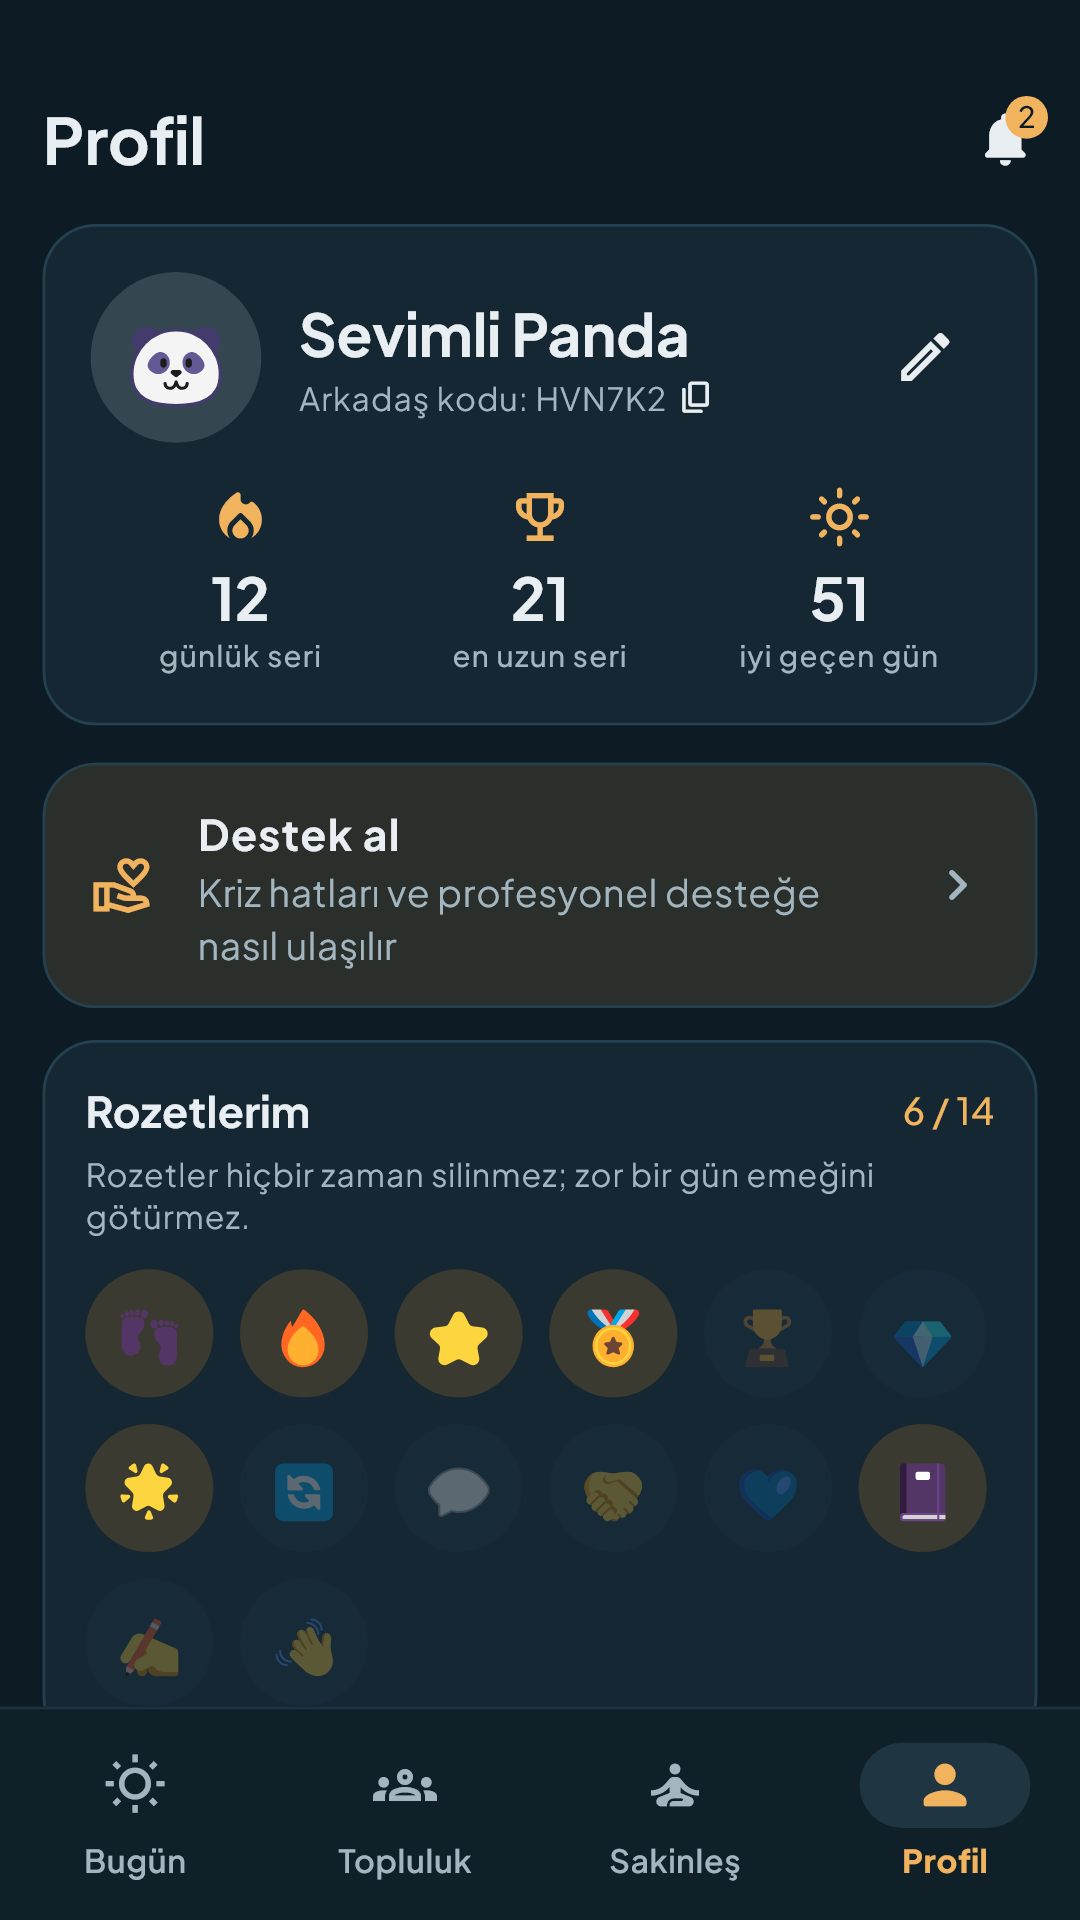 Profil
2
Sevimli Panda
Arkadaş kodu: HVN7K2
12
21
51
günlük seri
en uzun seri
iyi geçen gün
Destek al
Kriz hatları ve profesyonel desteğe
nasıl ulaşılır
Rozetlerim
6 / 14
Rozetler hiçbir zaman silinmez; zor bir gün emeğini
götürmez.
Bugün
Topluluk
Sakinleş
Profil